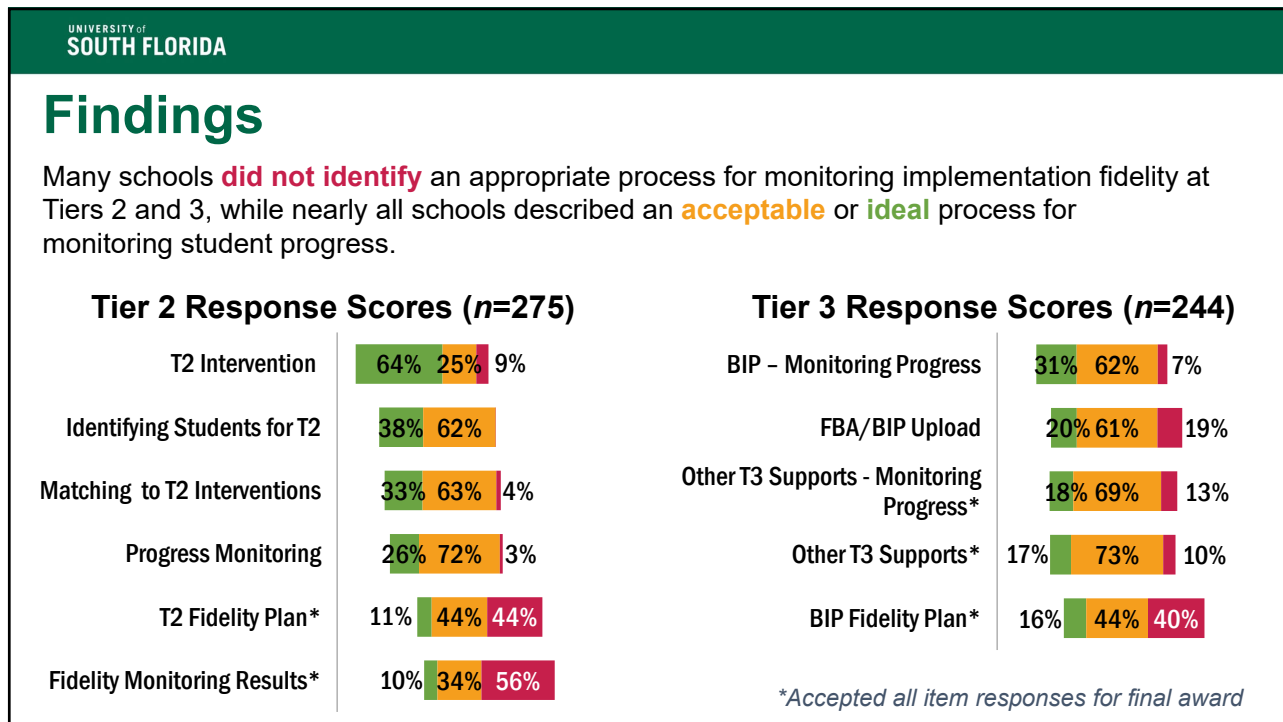 UNIVERSITY of
SOUTH FLORIDA
Findings
Many schools did not identify an appropriate process for monitoring implementation fidelity at
Tiers 2 and 3, while nearly all schools described an acceptable or ideal process for
monitoring student progress.
Tier 2 Response Scores (n=275)
T2 Intervention 64% 25% 9%
Identifying Students for T2 38% 62%
Matching to T2 Interventions 33% 63% 4%
Progress Monitoring 26% 72% 3%
T2 Fidelity Plan* 11% 44% 44%
Fidelity Monitoring Results* 10% 34% 56%
Tier 3 Response Scores (n=244)
BIP – Monitoring Progress 31% 62% 7%
FBA/BIP Upload 20% 61% 19%
Other T3 Supports - Monitoring
Progress* 18% 69% 13%
Other T3 Supports* 17% 73% 10%
BIP Fidelity Plan* 16% 44% 40%
*Accepted all item responses for final award